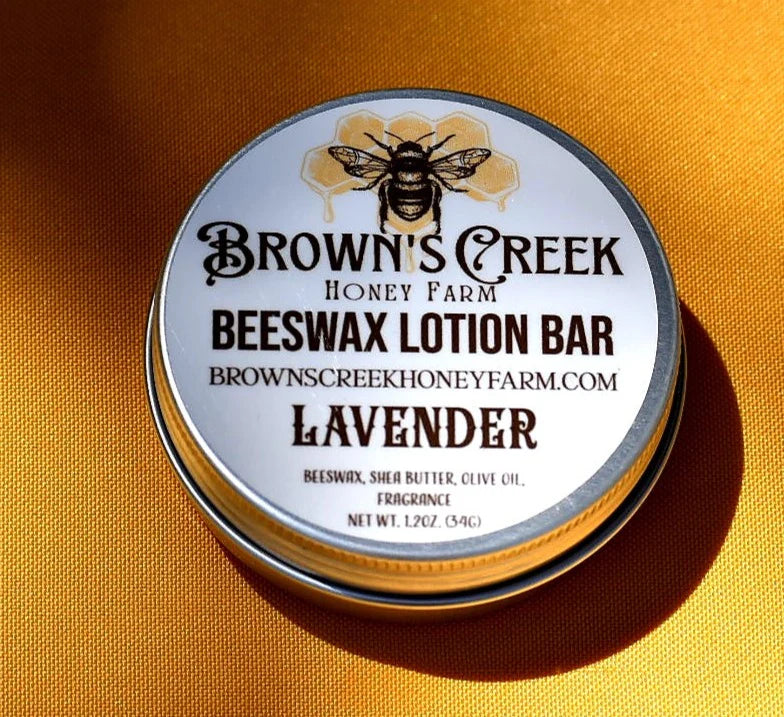 BROWN'S CREEK
HONEY FARM
BEESWAX LOTION BAR
BROWNSCREEKHONEYFARM.COM
LAVENDER
BEESWAX, SHEA BUTTER, OLIVE OIL,
FRAGRANCE
NET WT. 1.2OZ. (34G)